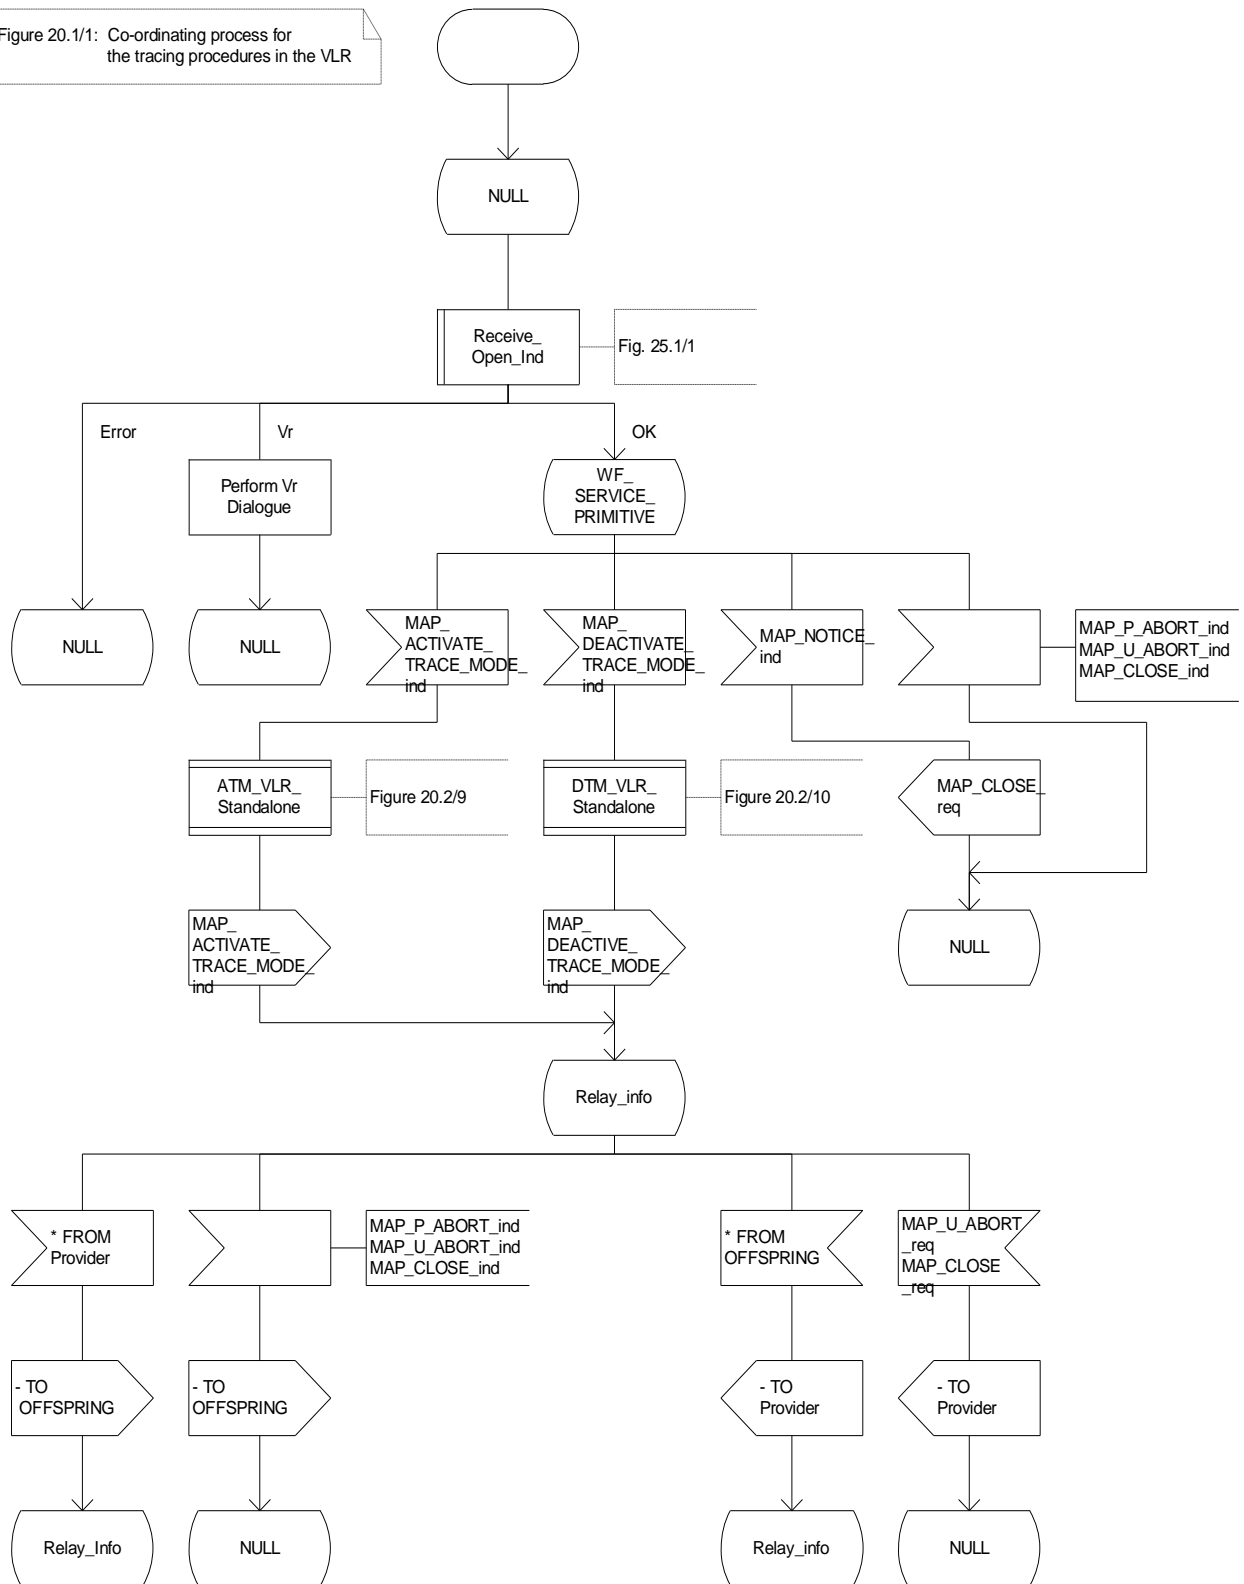 Figure 20.1/1: Co-ordinating process for
the tracing procedures in the VLR
NULL
Receive_
Open_Ind
Fig. 25.1/1
Error
Vr
OK
Perform Vr
Dialogue
WF_
SERVICE_
PRIMITIVE
NULL
NULL
MAP_
ACTIVATE_
TRACE_MODE_
ind
MAP_
DEACTIVATE_
TRACE_MODE_
ind
MAP_NOTICE_
ind
MAP_P_ABORT_ind
MAP_U_ABORT_ind
MAP_CLOSE_ind
ATM_VLR_
Standalone
Figure 20.2/9
DTM_VLR_
Standalone
Figure 20.2/10
MAP_CLOSE_
req
MAP_
ACTIVATE_
TRACE_MODE_
ind
MAP_
DEACTIVE_
TRACE_MODE_
ind
NULL
Relay_info
* FROM
Provider
MAP_P_ABORT_ind
MAP_U_ABORT_ind
MAP_CLOSE_ind
* FROM
OFFSPRING
MAP_U_ABORT
_req
MAP_CLOSE
_req
- TO
OFFSPRING
- TO
OFFSPRING
- TO
Provider
- TO
Provider
Relay_Info
NULL
Relay_info
NULL